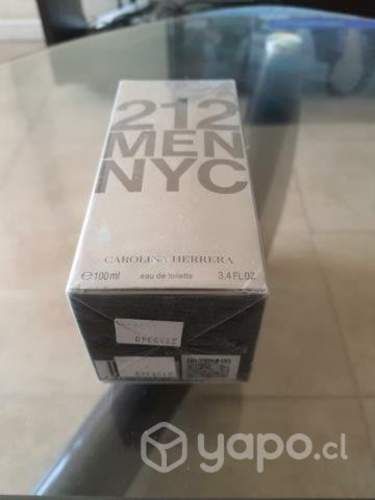 212
MEN
NYC
CAROLINA HERRERA
℮100ml eau de toilette 3.4 FL.OZ.
yapo.cl